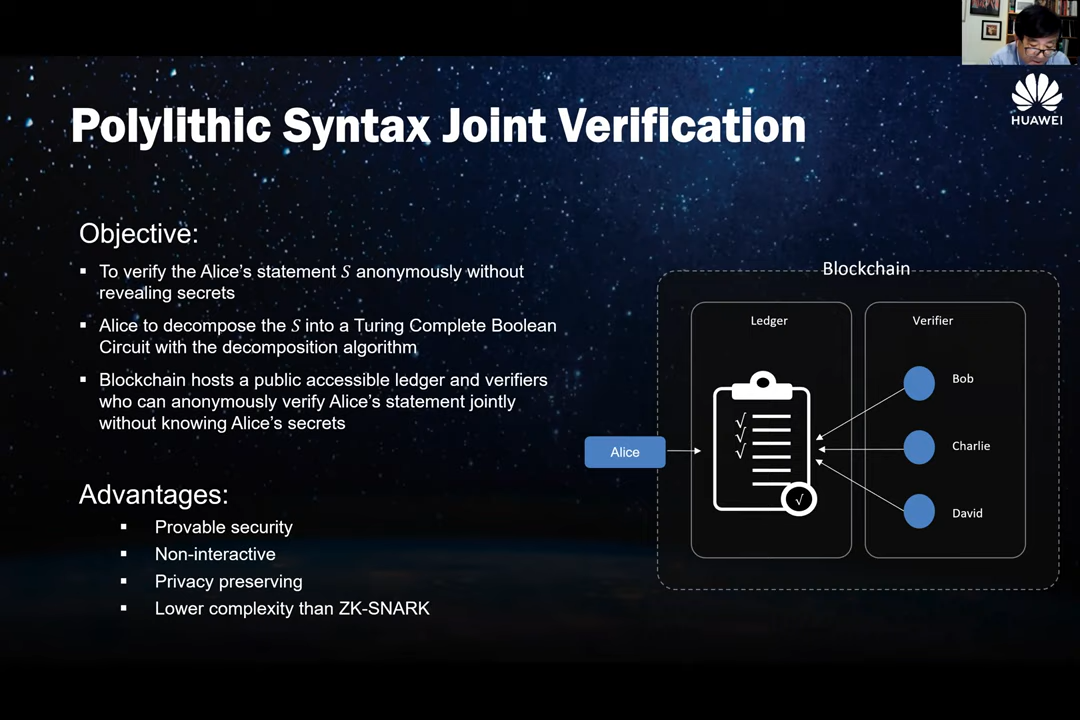 HUAWEI
Polylithic Syntax Joint Verification
Objective:
▪ To verify the Alice's statement S anonymously without
revealing secrets
▪ Alice to decompose the S into a Turing Complete Boolean
Circuit with the decomposition algorithm
▪ Blockchain hosts a public accessible ledger and verifiers
who can anonymously verify Alice's statement jointly
without knowing Alice's secrets
Advantages:
▪ Provable security
▪ Non-interactive
▪ Privacy preserving
▪ Lower complexity than ZK-SNARK
Blockchain
Ledger
Verifier
Alice
√
√
√
√
Bob
Charlie
David